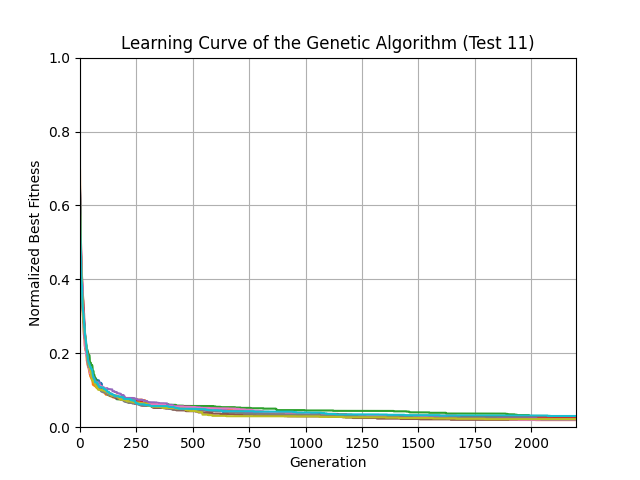 Learning Curve of the Genetic Algorithm (Test 11)
1.0
0.8
0.6
0.4
0.2
0.0
Normalized Best Fitness
0 250 500 750 1000 1250 1500 1750 2000
Generation